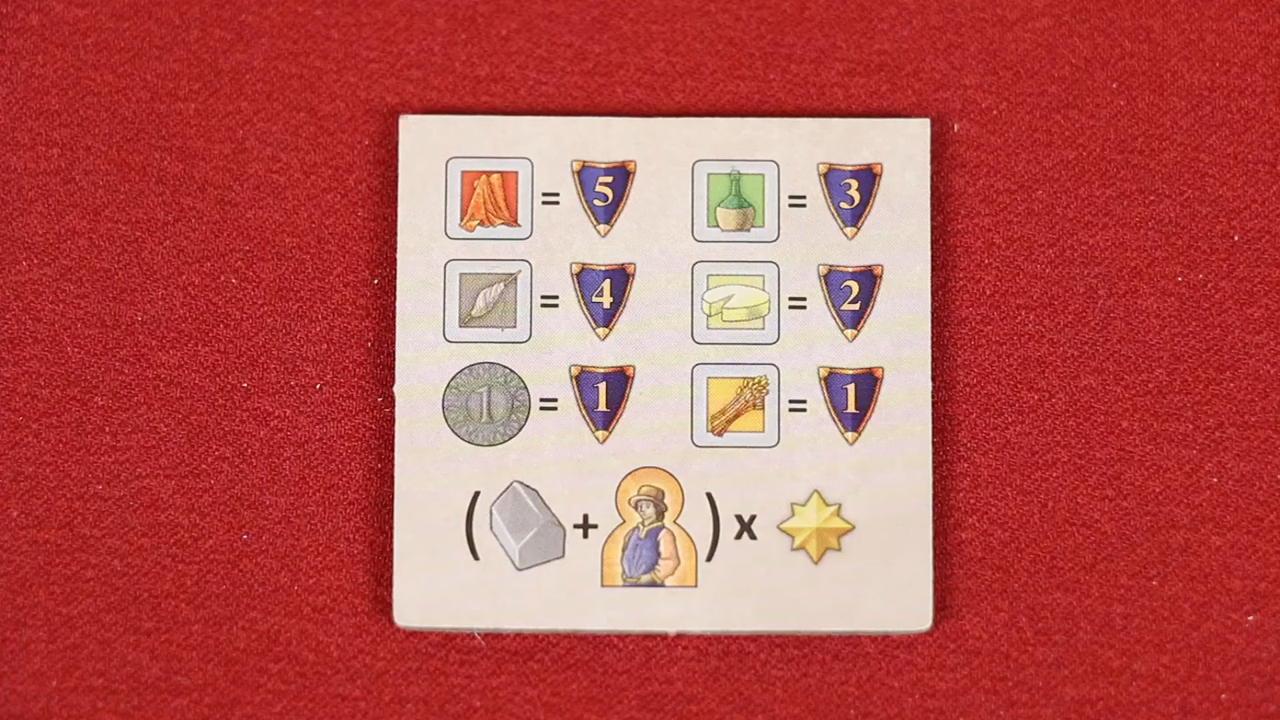 = 5 = 3
= 4 = 2
1 = 1 = 1
( + ) x